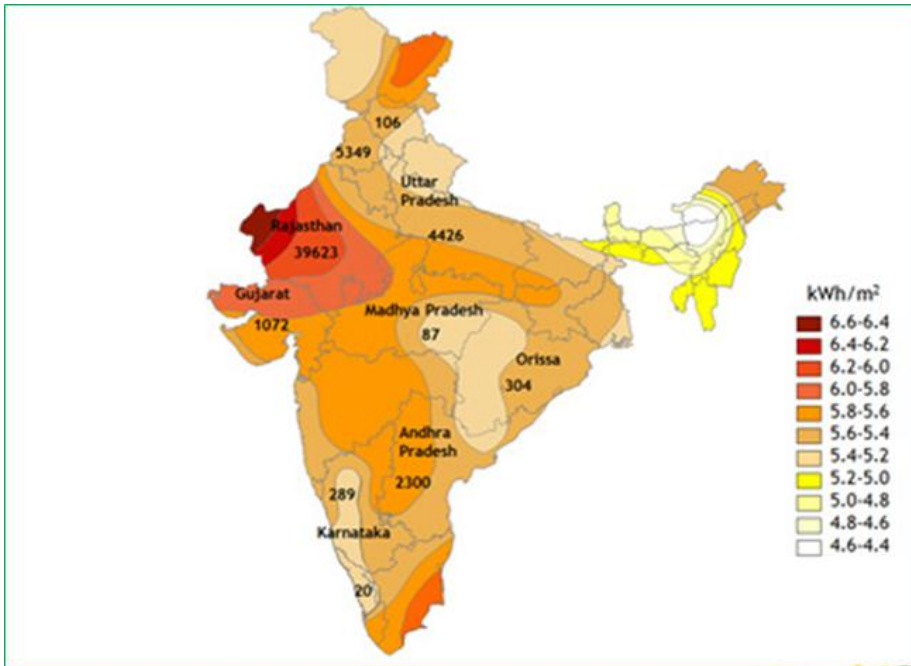 106
5349
Uttar
Pradesh
Rajasthan
4426
39623
Gujarat
1072
Madhya Pradesh
87
Orissa
304
Andhra
Pradesh
2300
289
Karnataka
20
kWh/m²
6.6-6.4
6.4-6.2
6.2-6.0
6.0-5.8
5.8-5.6
5.6-5.4
5.4-5.2
5.2-5.0
5.0-4.8
4.8-4.6
4.6-4.4